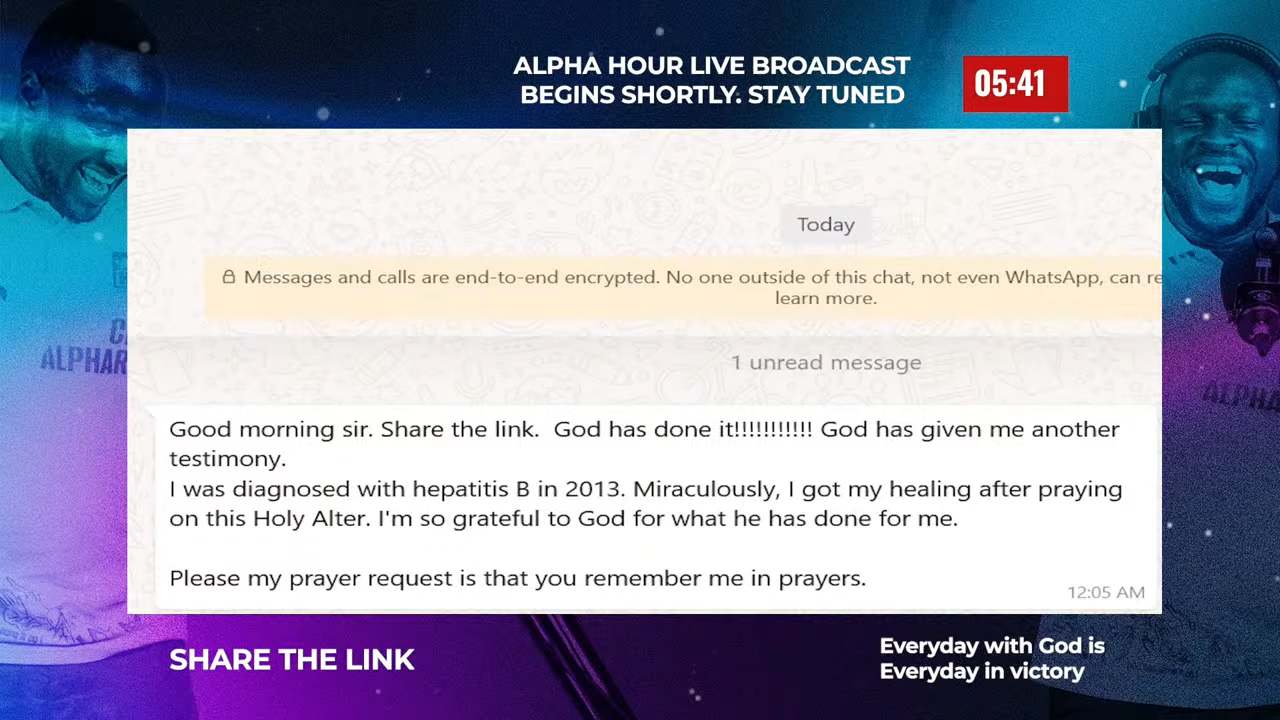 ALPHA HOUR LIVE BROADCAST
BEGINS SHORTLY. STAY TUNED
05:41
Today
Messages and calls are end-to-end encrypted. No one outside of this chat, not even WhatsApp, can re
learn more.
1 unread message
Good morning sir. Share the link.  God has done it!!!!!!!!!!! God has given me another
testimony.
I was diagnosed with hepatitis B in 2013. Miraculously, I got my healing after praying
on this Holy Alter. I'm so grateful to God for what he has done for me.
Please my prayer request is that you remember me in prayers.
12:05 AM
ALPHAR
ALPHA
SHARE THE LINK
Everyday with God is
Everyday in victory